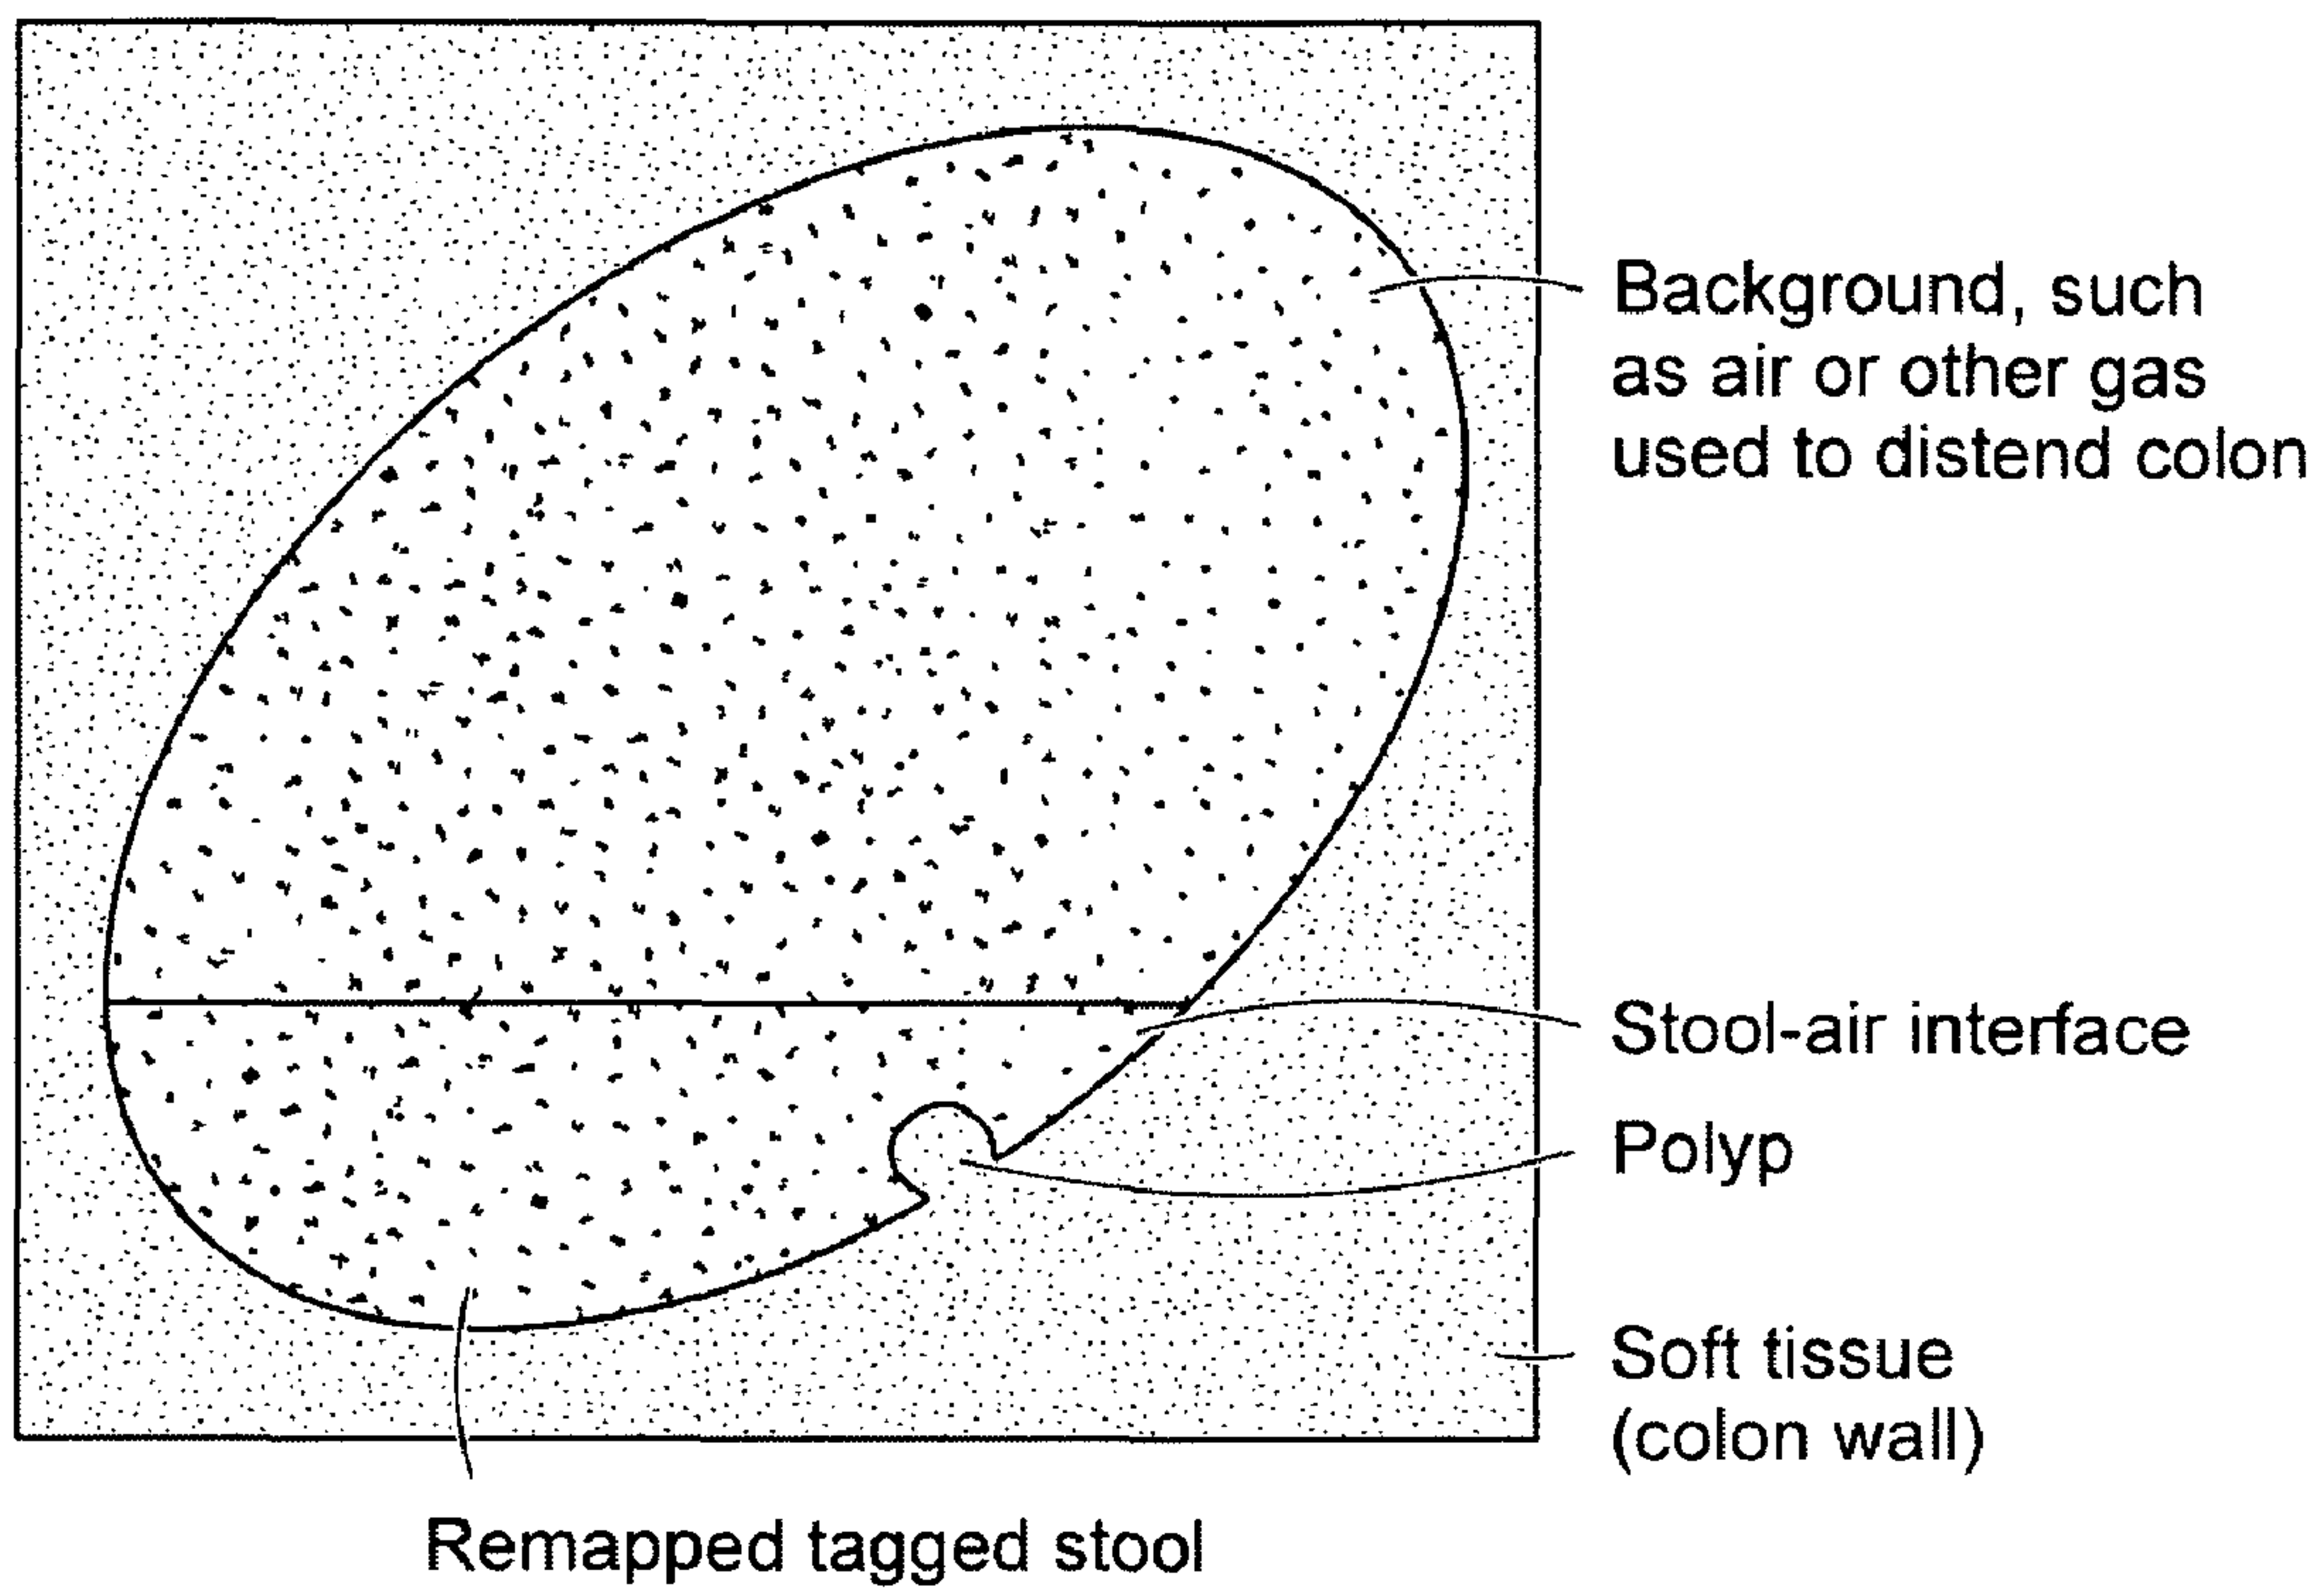 Background, such
as air or other gas
used to distend colon
Stool-air interface
Polyp
Soft tissue
(colon wall)
Remapped tagged stool